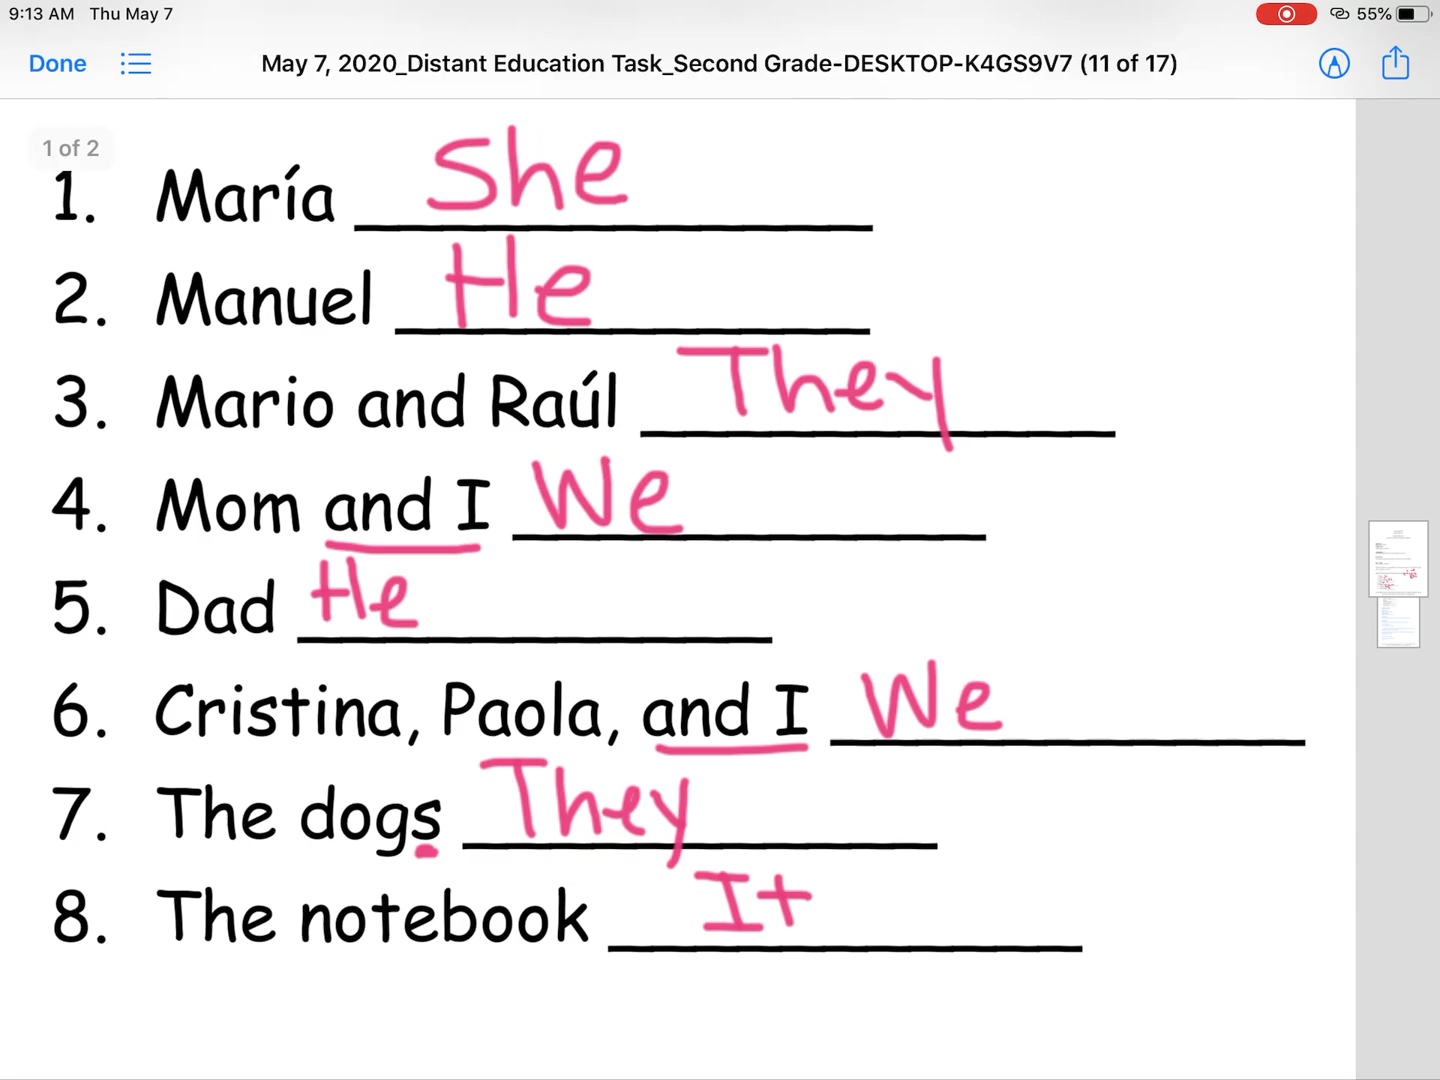 9:13 AM Thu May 7 55%
Done May 7, 2020_Distant Education Task_Second Grade-DESKTOP-K4GS9V7 (11 of 17)
1 of 2
1. María She
2. Manuel He
3. Mario and Raúl They
4. Mom and I We
5. Dad He
6. Cristina, Paola, and I We
7. The dogs They
8. The notebook It